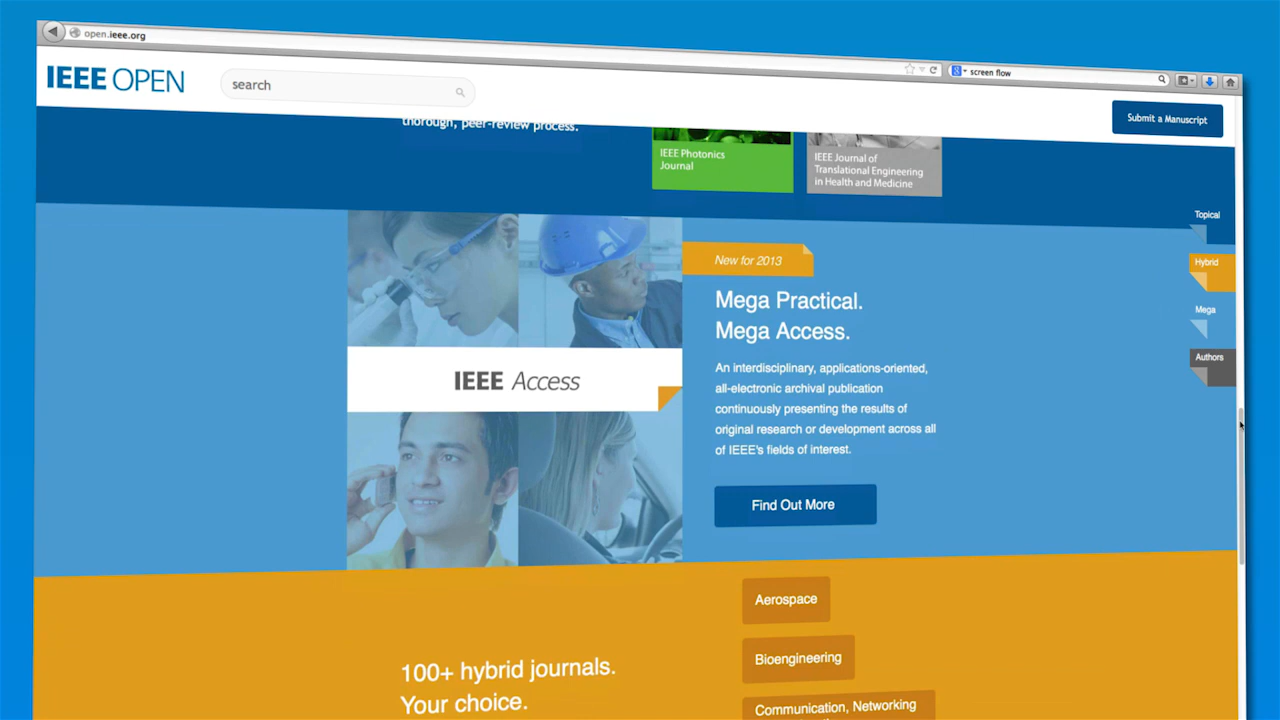 open.ieee.org
screen flow
IEEE OPEN
search
Submit a Manuscript
thorough, peer-review process.
IEEE Photonics
Journal
IEEE Journal of
Translational Engineering
in Health and Medicine
Topical
Hybrid
Mega
Authors
New for 2013
Mega Practical.
Mega Access.
IEEE Access
An interdisciplinary, applications-oriented,
all-electronic archival publication
continuously presenting the results of
original research or development across all
of IEEE's fields of interest.
Find Out More
100+ hybrid journals.
Your choice.
Aerospace
Bioengineering
Communication, Networking